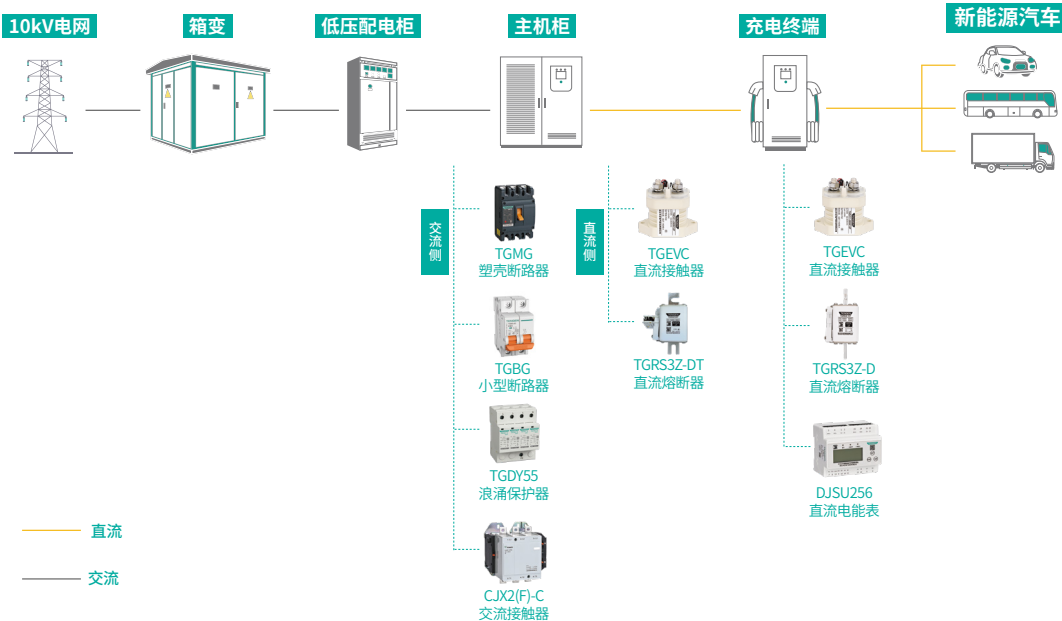 10kV电网
箱变
低压配电柜
主机柜
充电终端
新能源汽车
交流侧
TGMG
塑壳断路器
TGBG
小型断路器
TGDY55
浪涌保护器
CJX2(F)-C
交流接触器
直流侧
TGEVC
直流接触器
TGRS3Z-DT
直流熔断器
TGEVC
直流接触器
TGRS3Z-D
直流熔断器
DJSU256
直流电能表
直流
交流